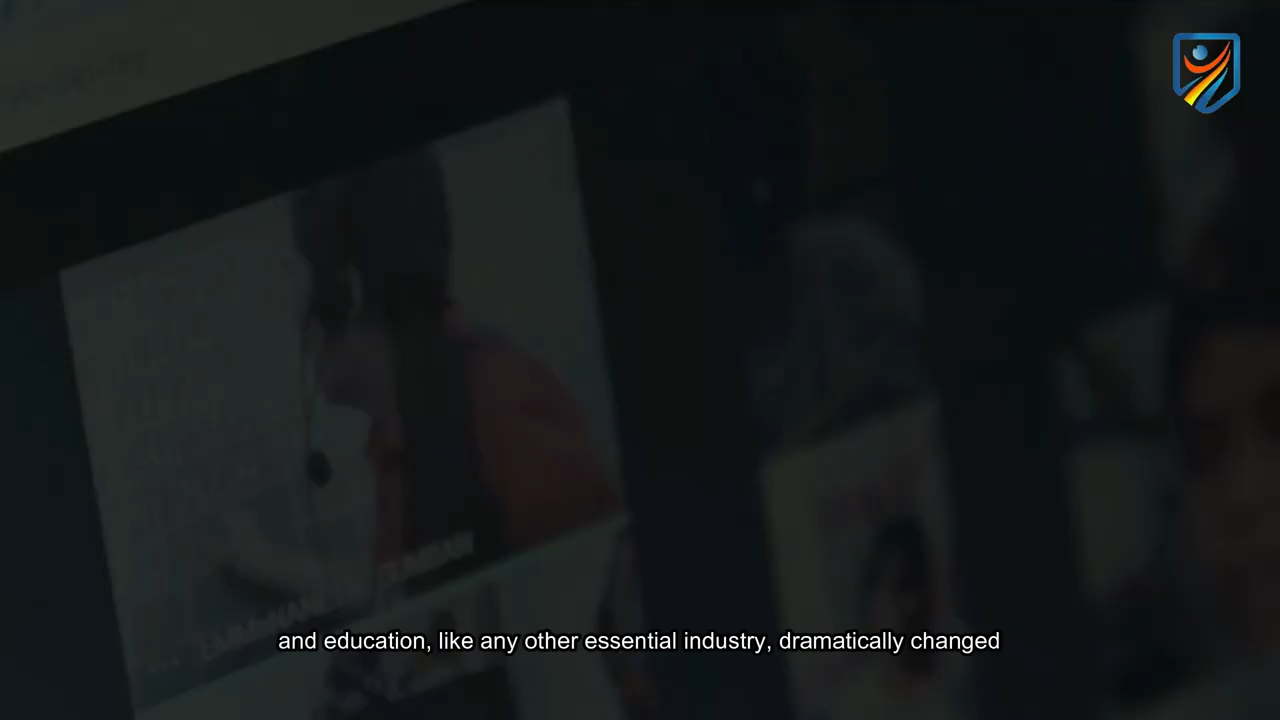 and education, like any other essential industry, dramatically changed